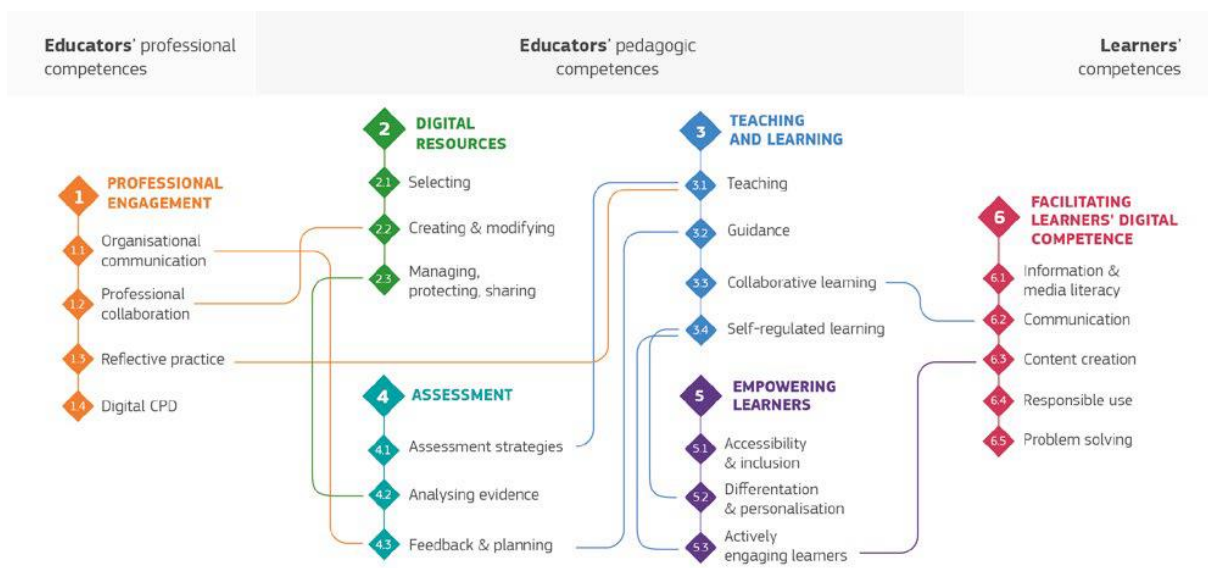 Educators' professional
competences
Educators' pedagogic
competences
Learners'
competences
1
PROFESSIONAL
ENGAGEMENT
1.1
Organisational
communication
1.2
Professional
collaboration
1.3
Reflective practice
1.4
Digital CPD
2
DIGITAL
RESOURCES
2.1
Selecting
2.2
Creating & modifying
2.3
Managing,
protecting, sharing
3
TEACHING
AND LEARNING
3.1
Teaching
3.2
Guidance
3.3
Collaborative learning
3.4
Self-regulated learning
4
ASSESSMENT
4.1
Assessment strategies
4.2
Analysing evidence
4.3
Feedback & planning
5
EMPOWERING
LEARNERS
5.1
Accessibility
& inclusion
5.2
Differentation
& personalisation
5.3
Actively
engaging learners
6
FACILITATING
LEARNERS' DIGITAL
COMPETENCE
6.1
Information &
media literacy
6.2
Communication
6.3
Content creation
6.4
Responsible use
6.5
Problem solving